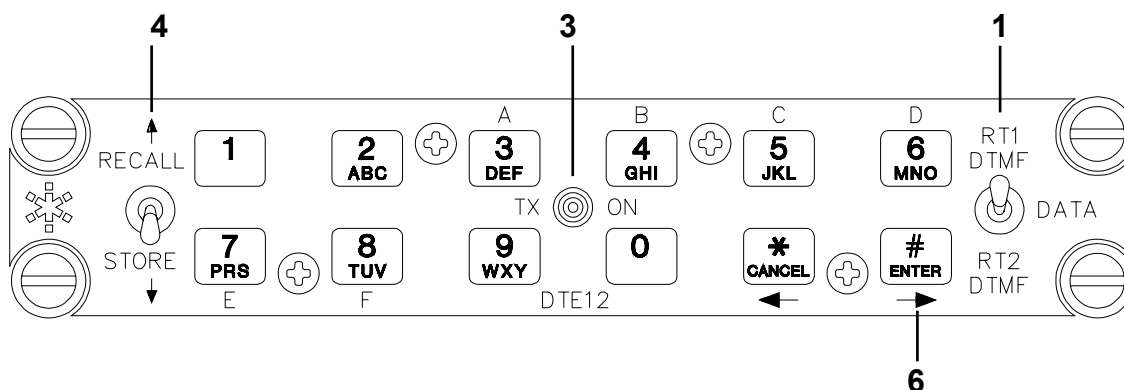 4
3
1
A
B
C
D
RECALL
1
2
ABC
3
DEF
4
GHI
5
JKL
6
MNO
RT1
DTMF
TX
ON
DATA
STORE
7
PRS
8
TUV
9
WXY
0
*
CANCEL
#
ENTER
RT2
DTMF
E
F
DTE12
6